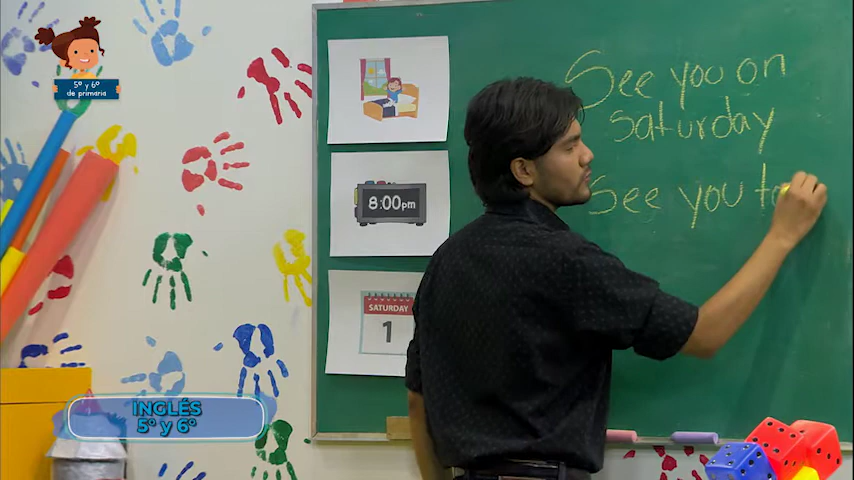 5º y 6º
de primaria
See you on
Saturday
See you to
8:00pm
SATURDAY
1
INGLÉS
5º y 6º